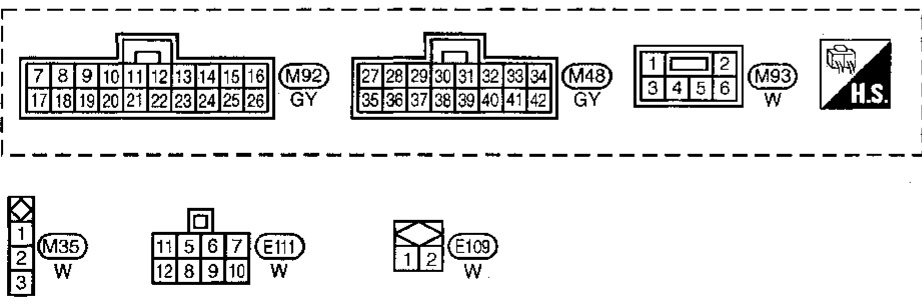 7 8 9 10 11 12 13 14 15 16
17 18 19 20 21 22 23 24 25 26
M92
GY
27 28 29 30 31 32 33 34
35 36 37 38 39 40 41 42
M48
GY
1 2
3 4 5 6
M93
W
H.S.
1
2
3
M35
W
11 5 6 7
12 8 9 10
E111
W
1 2
E109
W